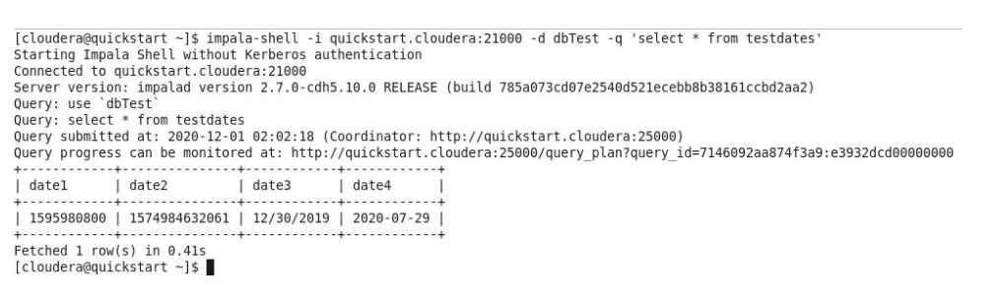 [cloudera@quickstart ~]$ impala-shell -i quickstart.cloudera:21000 -d dbTest -q 'select * from testdates'
Starting Impala Shell without Kerberos authentication
Connected to quickstart.cloudera:21000
Server version: impalad version 2.7.0-cdh5.10.0 RELEASE (build 785a073cd07e2540d521ecebb8b38161ccbd2aa2)
Query: use `dbTest`
Query: select * from testdates
Query submitted at: 2020-12-01 02:02:18 (Coordinator: http://quickstart.cloudera:25000)
Query progress can be monitored at: http://quickstart.cloudera:25000/query_plan?query_id=7146092aa874f3a9:e3932dcd00000000
+------------+---------------+------------+------------+
| date1      | date2         | date3      | date4      |
+------------+---------------+------------+------------+
| 1595980800 | 1574984632061 | 12/30/2019 | 2020-07-29 |
+------------+---------------+------------+------------+
Fetched 1 row(s) in 0.41s
[cloudera@quickstart ~]$